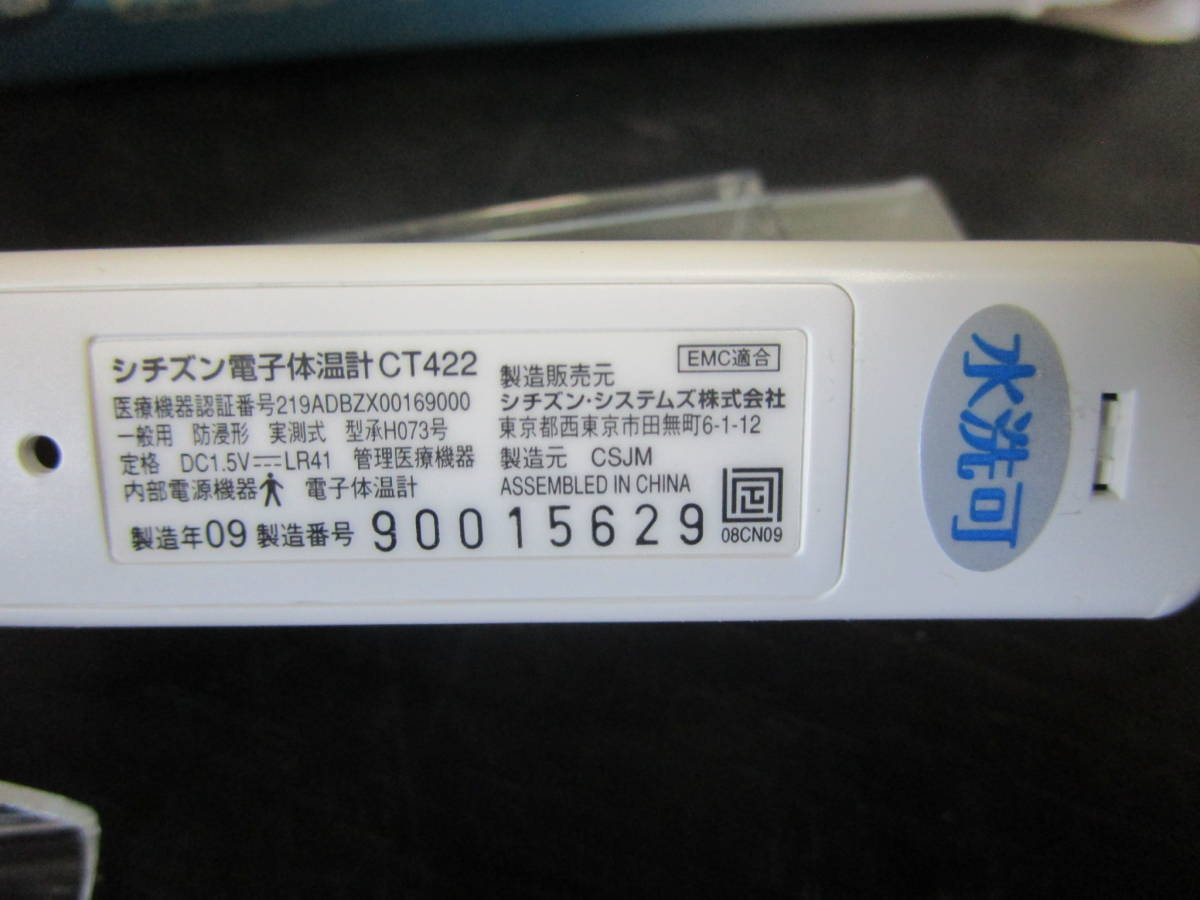 シチズン電子体温計CT422
医療機器認証番号219ADBZX00169000
一般用 防浸形 実測式 型承H073号
定格 DC1.5V⎓LR41 管理医療機器
内部電源機器 電子体温計
製造年09 製造番号 90015629
EMC適合
製造販売元
シチズン・システムズ株式会社
東京都西東京市田無町6-1-12
製造元 CSJM
ASSEMBLED IN CHINA
08CN09
水洗可